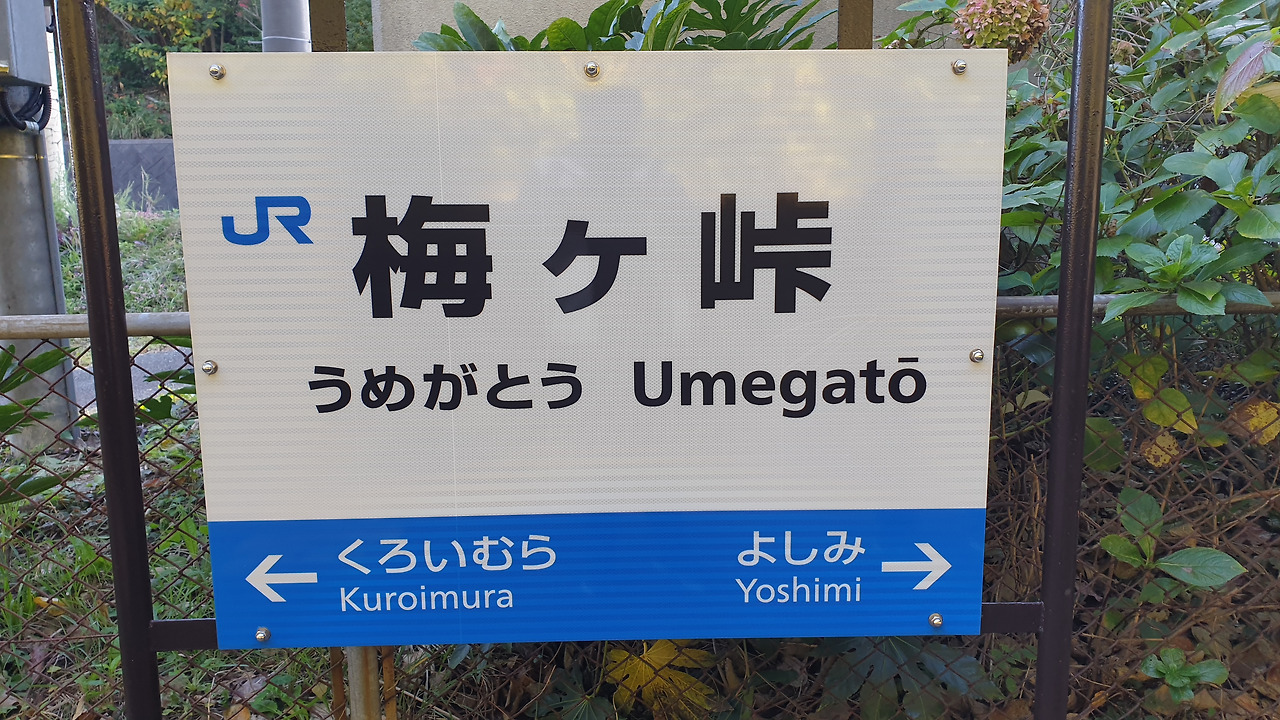 JR 梅ヶ峠
うめがとう Umegatō
← くろいむら よしみ →
Kuroimura Yoshimi